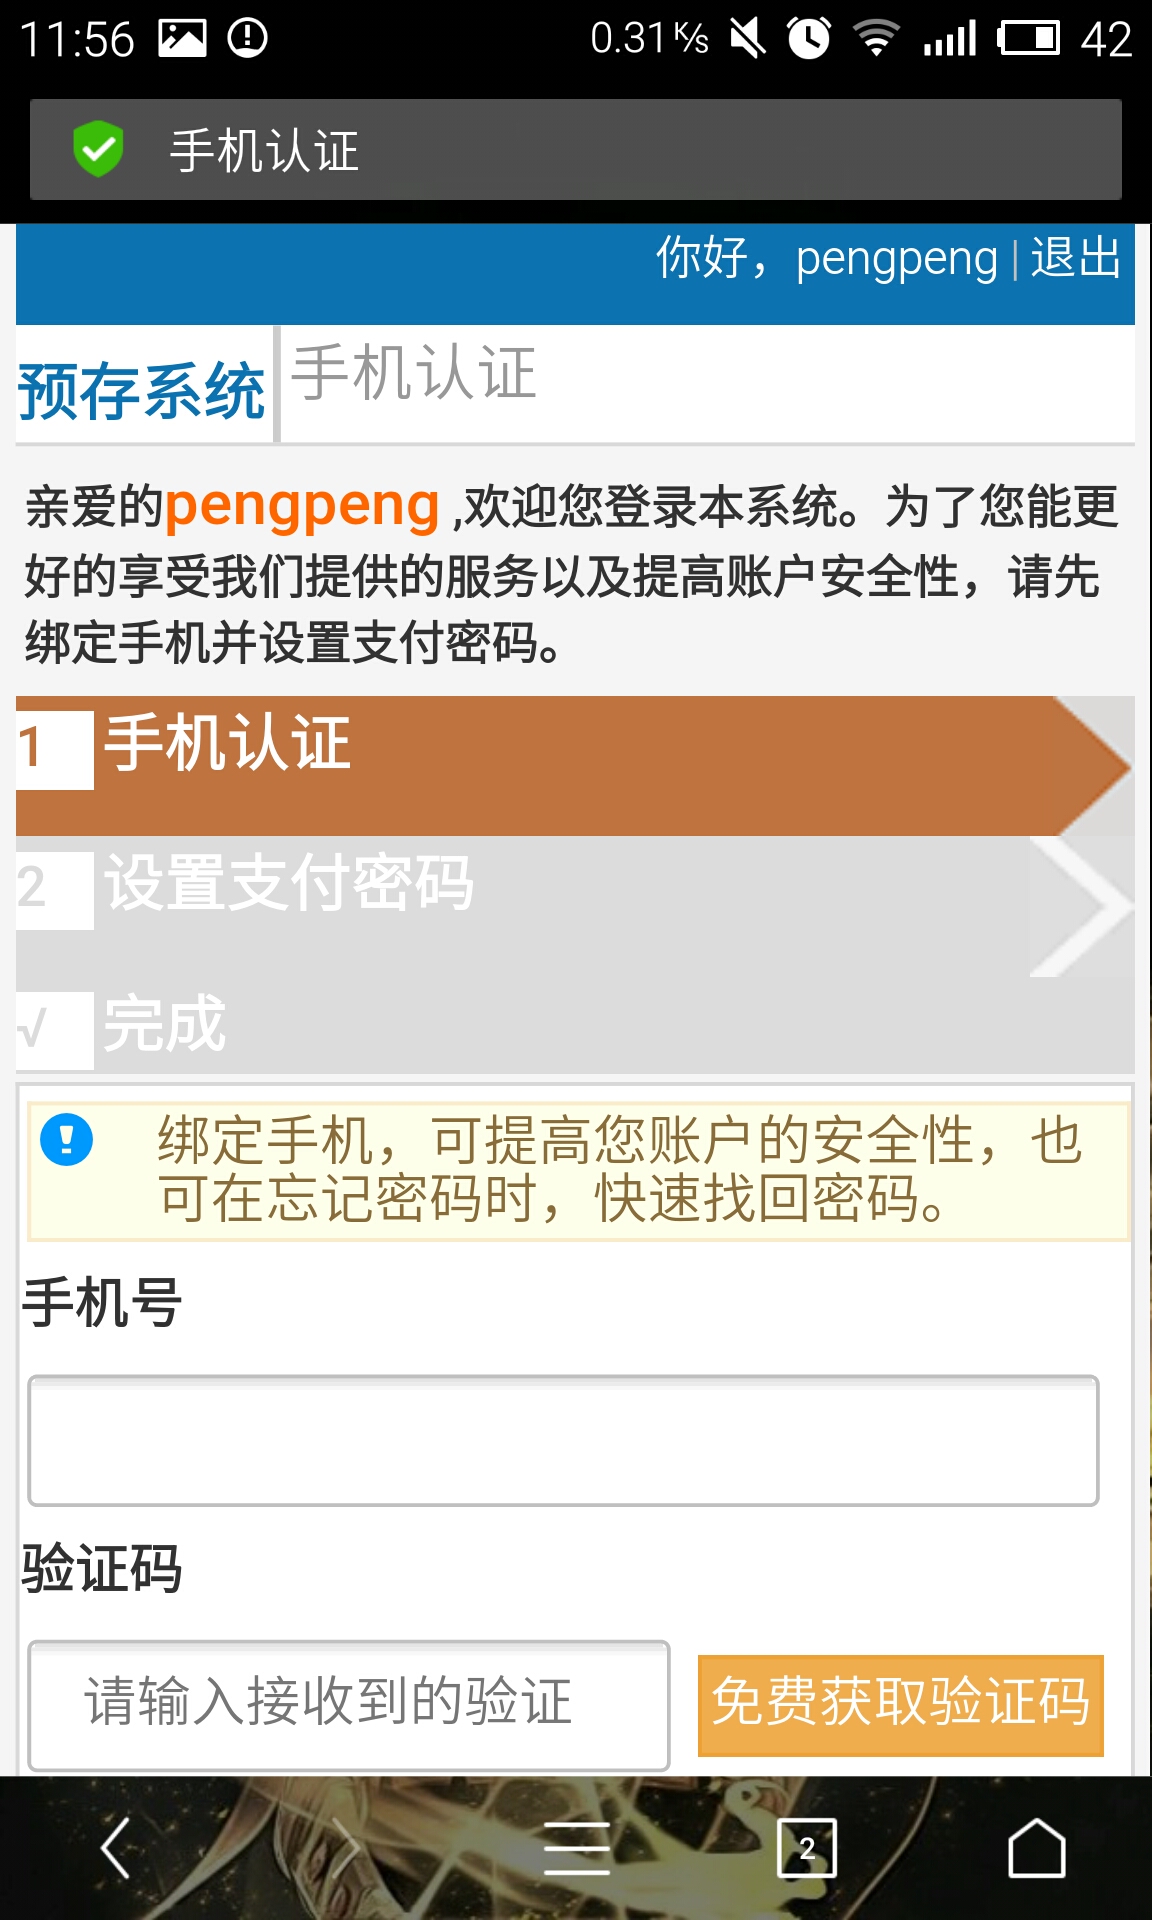 11:56 0.31 K/s 42
手机认证
你好，pengpeng | 退出
预存系统 手机认证
亲爱的pengpeng ,欢迎您登录本系统。为了您能更
好的享受我们提供的服务以及提高账户安全性，请先
绑定手机并设置支付密码。
1 手机认证
2 设置支付密码
√ 完成
绑定手机，可提高您账户的安全性，也
可在忘记密码时，快速找回密码。
手机号
验证码
请输入接收到的验证 免费获取验证码
2